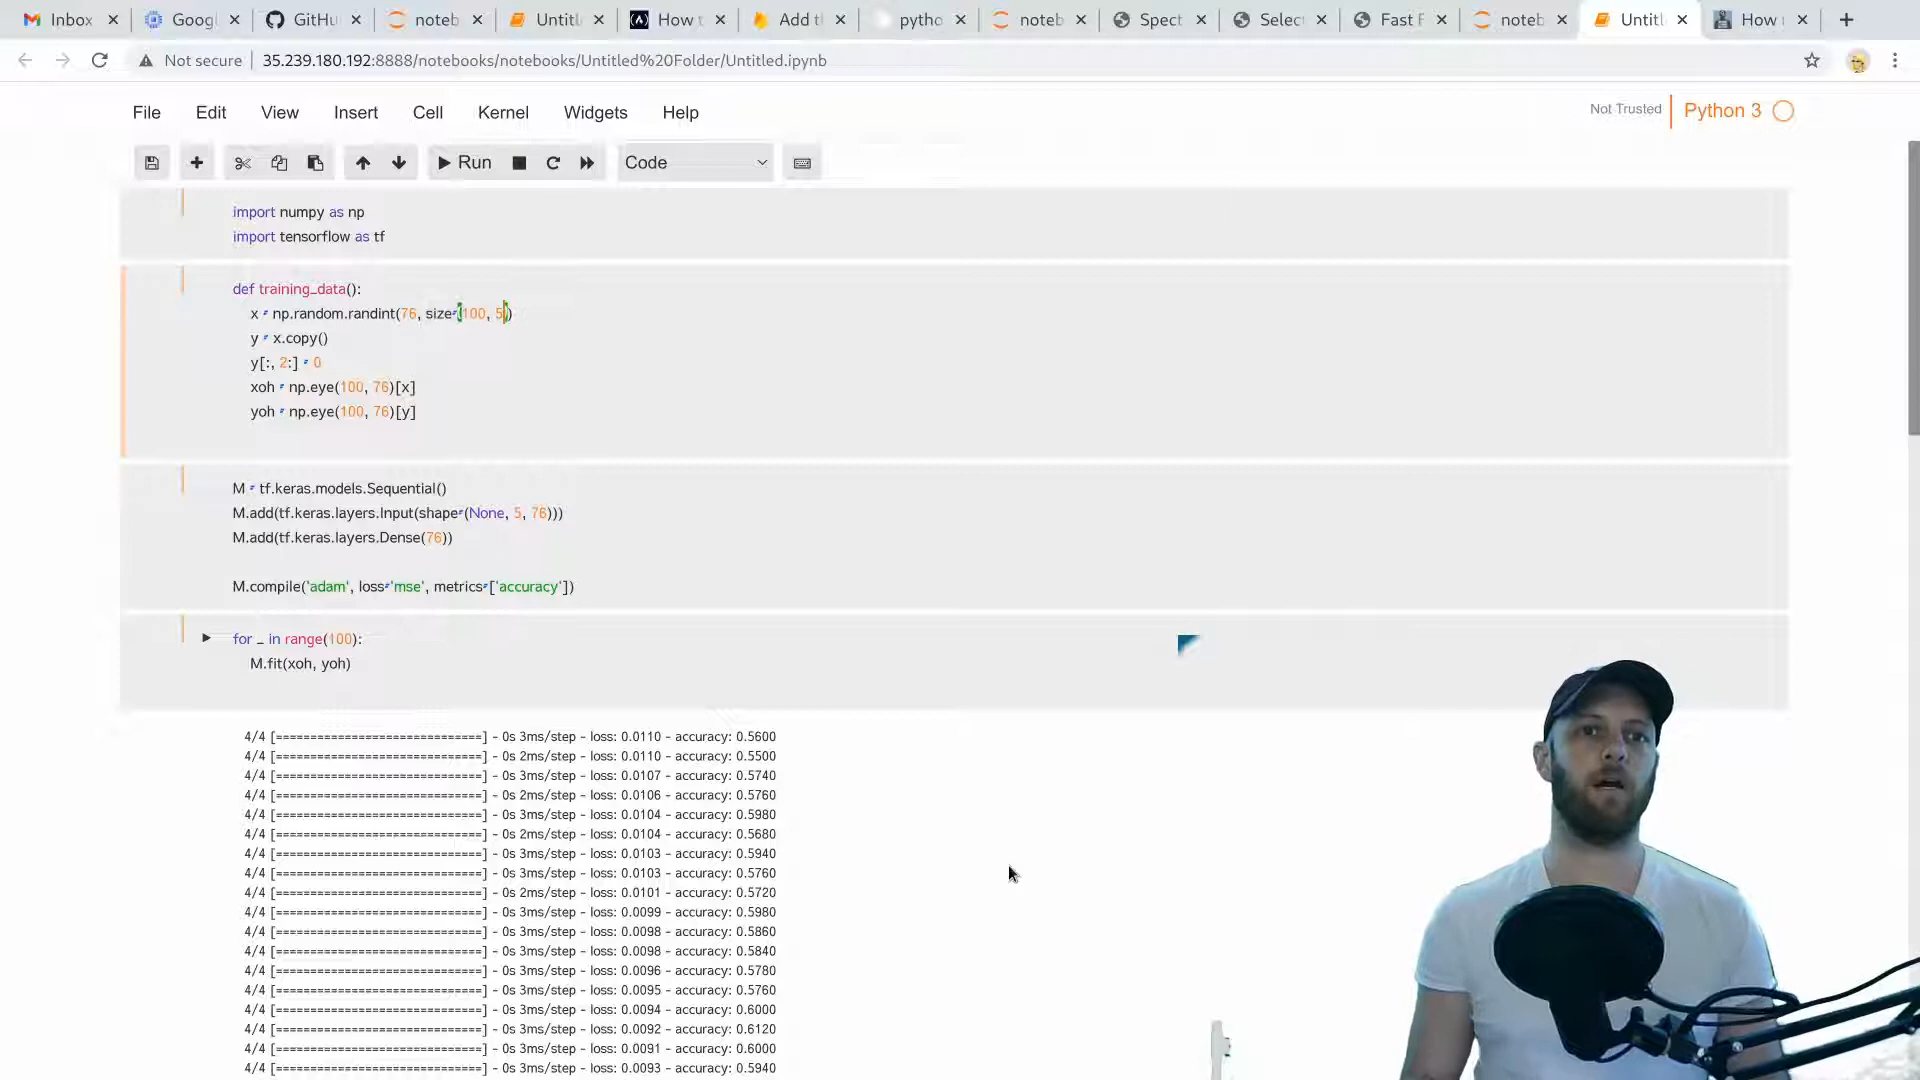 Inbox
Googl
GitHu
noteb
Untitl
How t
Add t
pytho
noteb
Spect
Selec
Fast F
noteb
Untitl
How
Not secure
35.239.180.192:8888/notebooks/notebooks/Untitled%20Folder/Untitled.ipynb
File Edit View Insert Cell Kernel Widgets Help
Not Trusted
Python 3
Run
Code
import numpy as np
import tensorflow as tf
def training_data():
x = np.random.randint(76, size=(100, 5))
y = x.copy()
y[:, 2:] = 0
xoh = np.eye(100, 76)[x]
yoh = np.eye(100, 76)[y]
M = tf.keras.models.Sequential()
M.add(tf.keras.layers.Input(shape=(None, 5, 76)))
M.add(tf.keras.layers.Dense(76))
M.compile('adam', loss='mse', metrics=['accuracy'])
for _ in range(100):
M.fit(xoh, yoh)
4/4 [==============================] - 0s 3ms/step - loss: 0.0110 - accuracy: 0.5600
4/4 [==============================] - 0s 2ms/step - loss: 0.0110 - accuracy: 0.5500
4/4 [==============================] - 0s 3ms/step - loss: 0.0107 - accuracy: 0.5740
4/4 [==============================] - 0s 2ms/step - loss: 0.0106 - accuracy: 0.5760
4/4 [==============================] - 0s 3ms/step - loss: 0.0104 - accuracy: 0.5980
4/4 [==============================] - 0s 2ms/step - loss: 0.0104 - accuracy: 0.5680
4/4 [==============================] - 0s 3ms/step - loss: 0.0103 - accuracy: 0.5940
4/4 [==============================] - 0s 3ms/step - loss: 0.0103 - accuracy: 0.5760
4/4 [==============================] - 0s 2ms/step - loss: 0.0101 - accuracy: 0.5720
4/4 [==============================] - 0s 3ms/step - loss: 0.0099 - accuracy: 0.5980
4/4 [==============================] - 0s 3ms/step - loss: 0.0098 - accuracy: 0.5860
4/4 [==============================] - 0s 3ms/step - loss: 0.0098 - accuracy: 0.5840
4/4 [==============================] - 0s 3ms/step - loss: 0.0096 - accuracy: 0.5780
4/4 [==============================] - 0s 3ms/step - loss: 0.0095 - accuracy: 0.5760
4/4 [==============================] - 0s 3ms/step - loss: 0.0094 - accuracy: 0.6000
4/4 [==============================] - 0s 3ms/step - loss: 0.0092 - accuracy: 0.6120
4/4 [==============================] - 0s 3ms/step - loss: 0.0091 - accuracy: 0.6000
4/4 [==============================] - 0s 3ms/step - loss: 0.0093 - accuracy: 0.5940